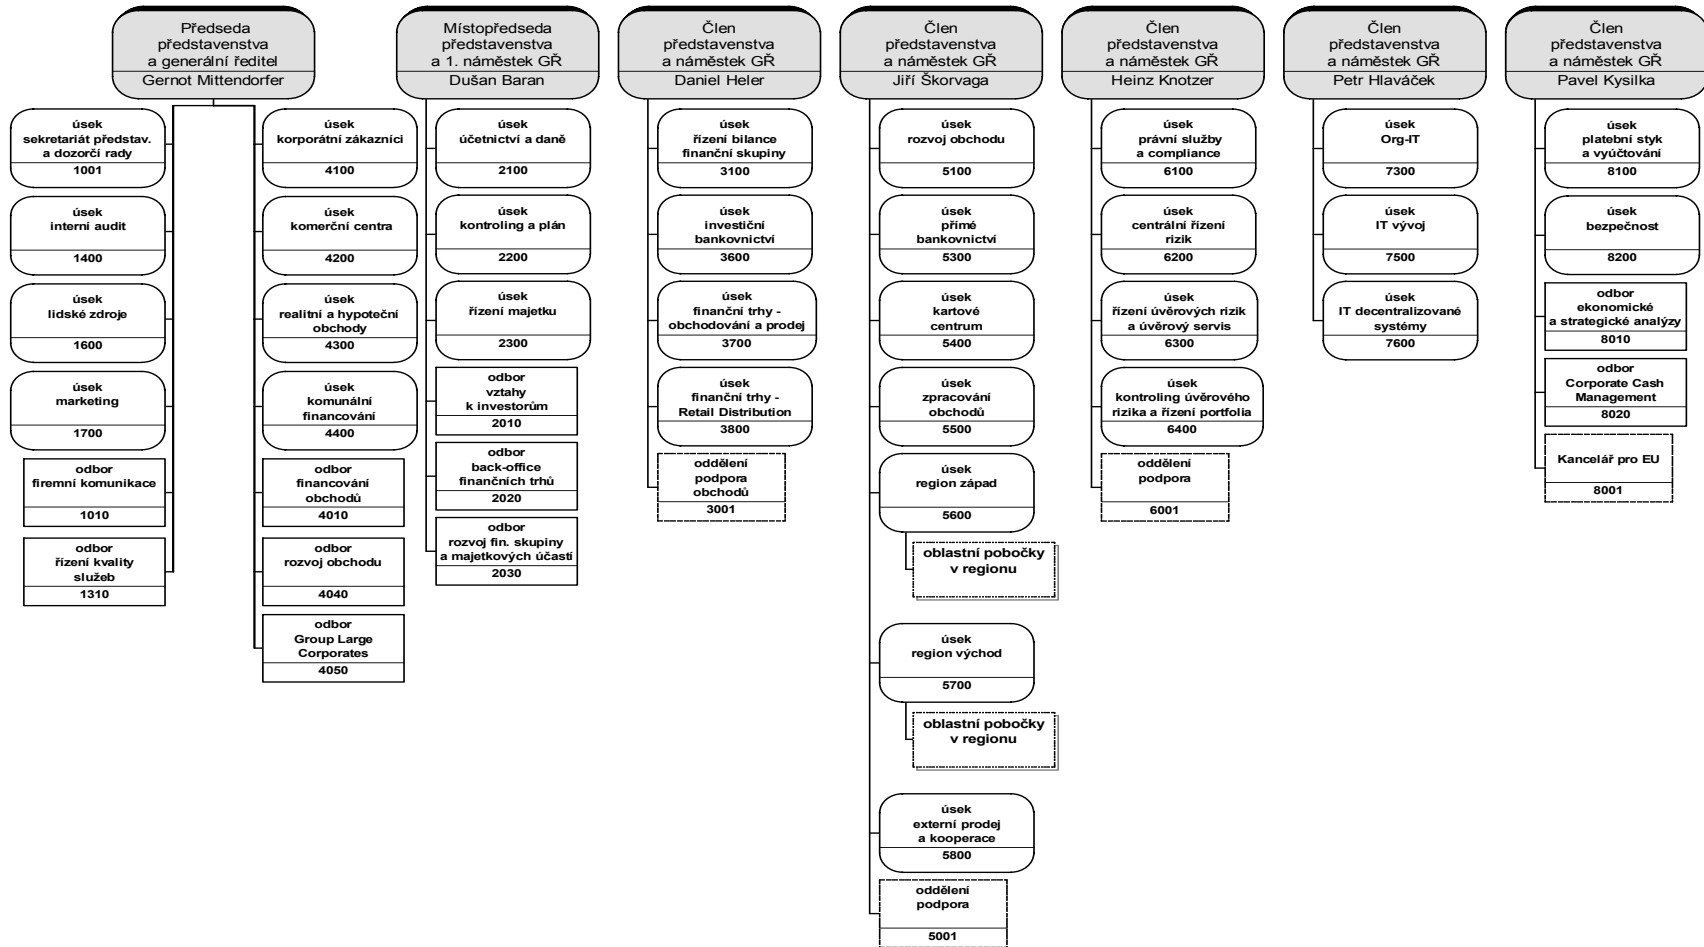 Předseda
představenstva
a generální ředitel
Gernot Mittendorfer
úsek
sekretariát představ.
a dozorčí rady
1001
úsek
interní audit
1400
úsek
lidské zdroje
1600
úsek
marketing
1700
odbor
firemní komunikace
1010
odbor
řízení kvality
služeb
1310
úsek
korporátní zákazníci
4100
úsek
komerční centra
4200
úsek
realitní a hypoteční
obchody
4300
úsek
komunální
financování
4400
odbor
financování
obchodů
4010
odbor
rozvoj obchodu
4040
odbor
Group Large
Corporates
4050
Místopředseda
představenstva
a 1. náměstek GŘ
Dušan Baran
úsek
účetnictví a daně
2100
úsek
kontroling a plán
2200
úsek
řízení majetku
2300
odbor
vztahy
k investorům
2010
odbor
back-office
finančních trhů
2020
odbor
rozvoj fin. skupiny
a majetkových účastí
2030
Člen
představenstva
a náměstek GŘ
Daniel Heler
úsek
řízení bilance
finanční skupiny
3100
úsek
investiční
bankovnictví
3600
úsek
finanční trhy -
obchodování a prodej
3700
úsek
finanční trhy -
Retail Distribution
3800
oddělení
podpora
obchodů
3001
Člen
představenstva
a náměstek GŘ
Jiří Škorvaga
úsek
rozvoj obchodu
5100
úsek
přímé
bankovnictví
5300
úsek
kartové
centrum
5400
úsek
zpracování
obchodů
5500
úsek
region západ
5600
oblastní pobočky
v regionu
úsek
region východ
5700
oblastní pobočky
v regionu
úsek
externí prodej
a kooperace
5800
oddělení
podpora
5001
Člen
představenstva
a náměstek GŘ
Heinz Knotzer
úsek
právní služby
a compliance
6100
úsek
centrální řízení
rizik
6200
úsek
řízení úvěrových rizik
a úvěrový servis
6300
úsek
kontroling úvěrového
rizika a řízení portfolia
6400
oddělení
podpora
6001
Člen
představenstva
a náměstek GŘ
Petr Hlaváček
úsek
Org-IT
7300
úsek
IT vývoj
7500
úsek
IT decentralizované
systémy
7600
Člen
představenstva
a náměstek GŘ
Pavel Kysilka
úsek
platební styk
a vyúčtování
8100
úsek
bezpečnost
8200
odbor
ekonomické
a strategické analýzy
8010
odbor
Corporate Cash
Management
8020
Kancelář pro EU
8001